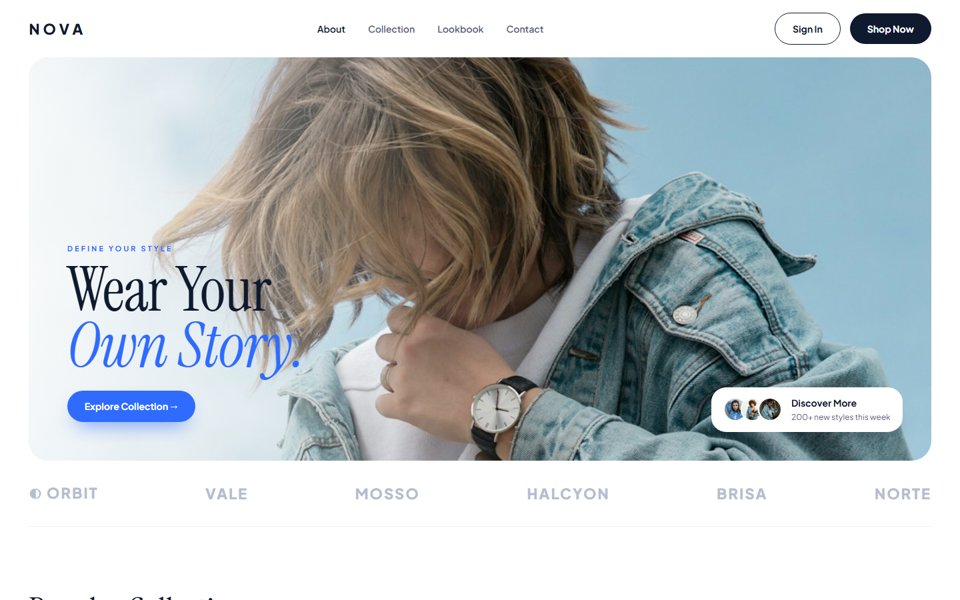 NOVA
About
Collection
Lookbook
Contact
Sign In
Shop Now
DEFINE YOUR STYLE
Wear Your
Own Story.
Explore Collection →
Discover More
200+ new styles this week
ORBIT
VALE
MOSSO
HALCYON
BRISA
NORTE